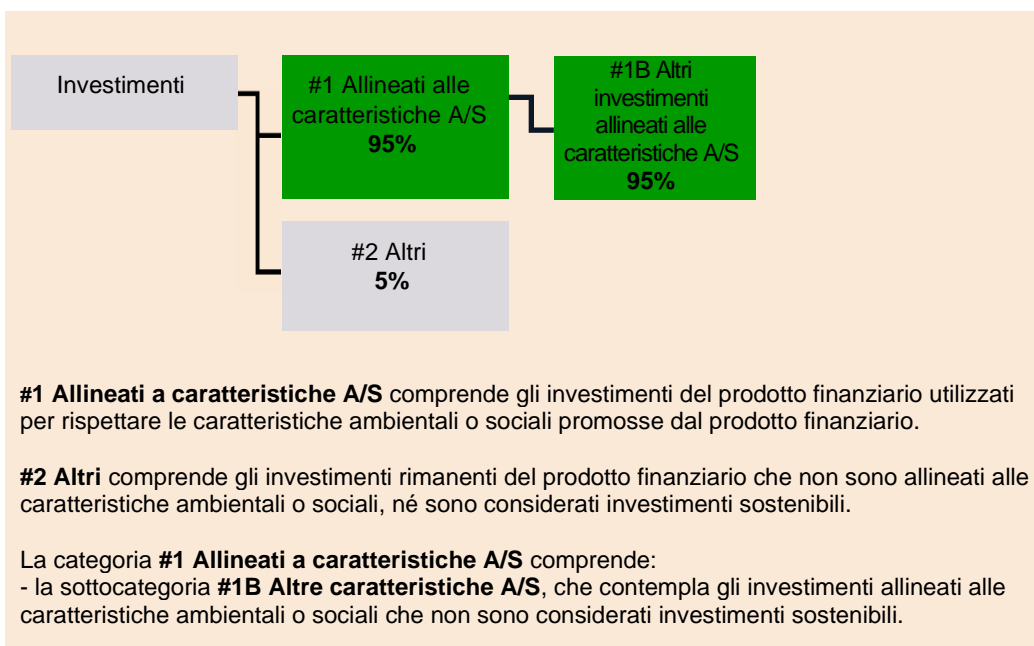 Investimenti
#1 Allineati alle
caratteristiche A/S
95%
#1B Altri
investimenti
allineati alle
caratteristiche A/S
95%
#2 Altri
5%
#1 Allineati a caratteristiche A/S comprende gli investimenti del prodotto finanziario utilizzati
per rispettare le caratteristiche ambientali o sociali promosse dal prodotto finanziario.
#2 Altri comprende gli investimenti rimanenti del prodotto finanziario che non sono allineati alle
caratteristiche ambientali o sociali, né sono considerati investimenti sostenibili.
La categoria #1 Allineati a caratteristiche A/S comprende:
- la sottocategoria #1B Altre caratteristiche A/S, che contempla gli investimenti allineati alle
caratteristiche ambientali o sociali che non sono considerati investimenti sostenibili.